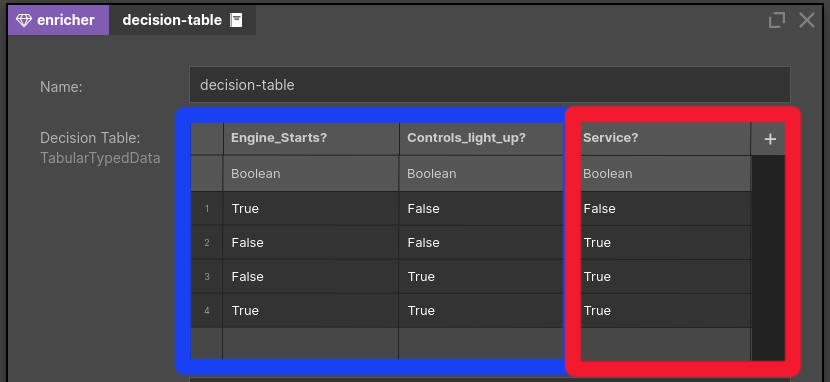 enricher decision-table
Name: decision-table
Decision Table:
TabularTypedData
Engine_Starts? Controls_light_up? Service? +
Boolean Boolean Boolean
1 True False False
2 False False True
3 False True True
4 True True True